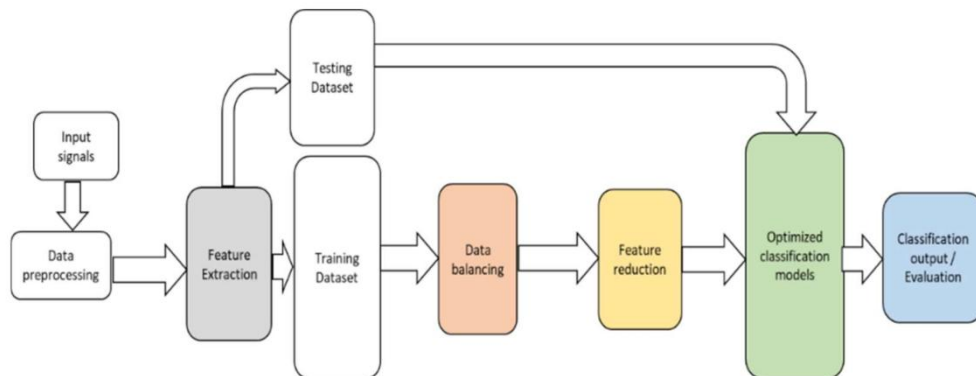 Testing
Dataset
Input
signals
Data
preprocessing
Feature
Extraction
Training
Dataset
Data
balancing
Feature
reduction
Optimized
classification
models
Classification
output /
Evaluation